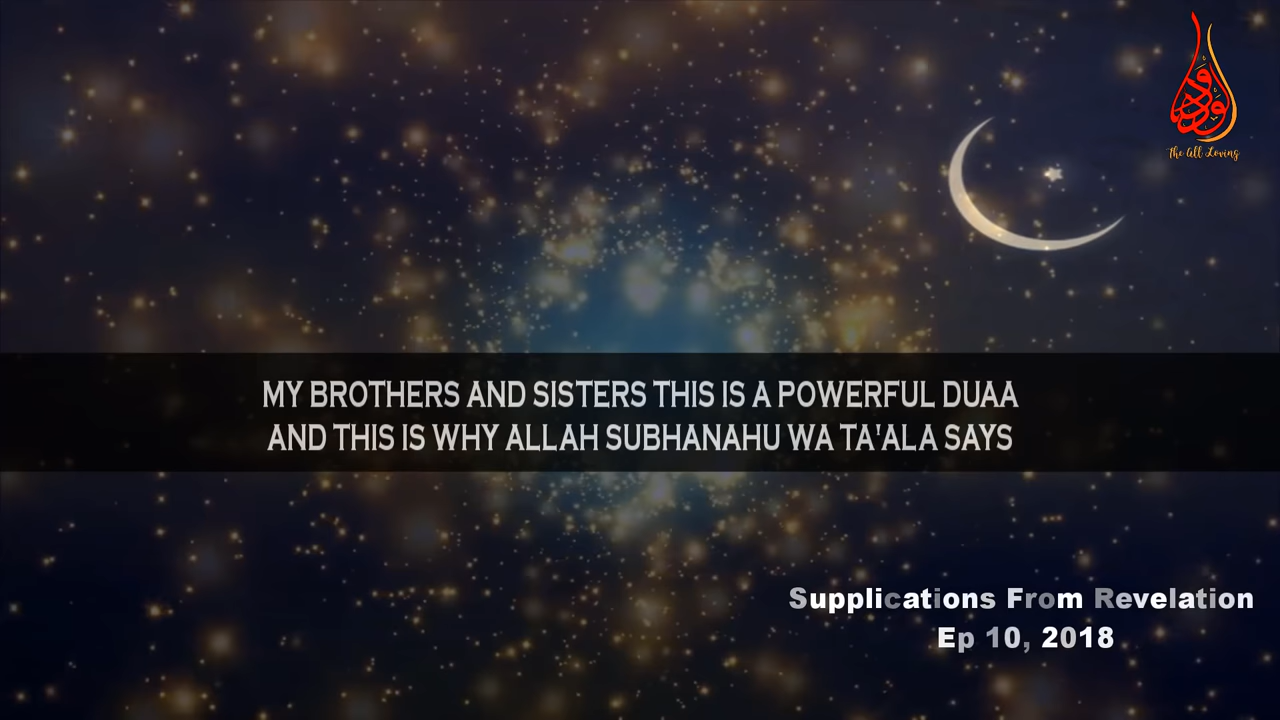 الودود
The All Loving
MY BROTHERS AND SISTERS THIS IS A POWERFUL DUAA
AND THIS IS WHY ALLAH SUBHANAHU WA TA'ALA SAYS
Supplications From Revelation
Ep 10, 2018